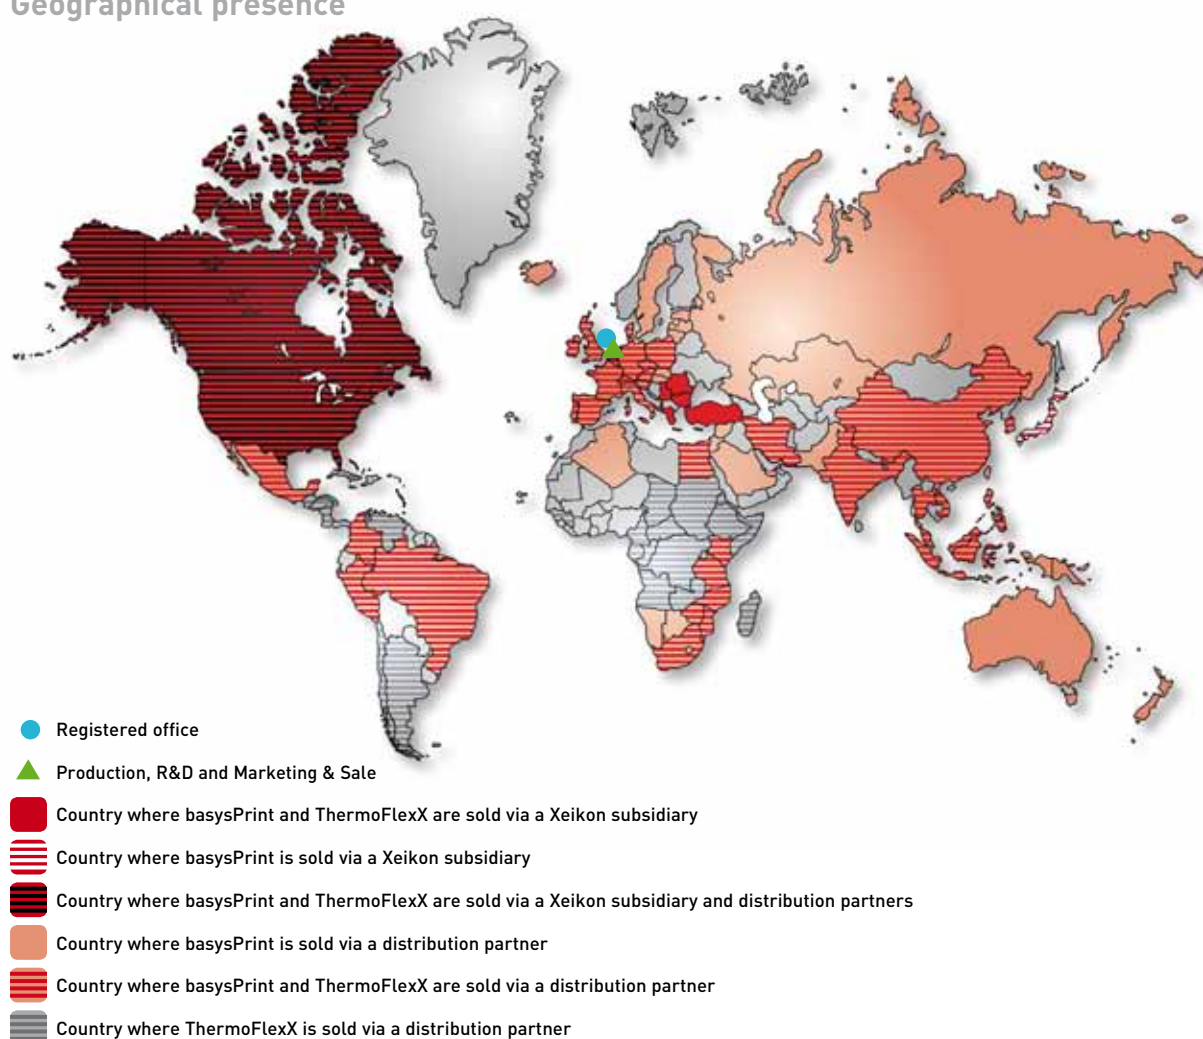 Geographical presence
Registered office
Production, R&D and Marketing & Sale
Country where basysPrint and ThermoFlexX are sold via a Xeikon subsidiary
Country where basysPrint is sold via a Xeikon subsidiary
Country where basysPrint and ThermoFlexX are sold via a Xeikon subsidiary and distribution partners
Country where basysPrint is sold via a distribution partner
Country where basysPrint and ThermoFlexX are sold via a distribution partner
Country where ThermoFlexX is sold via a distribution partner